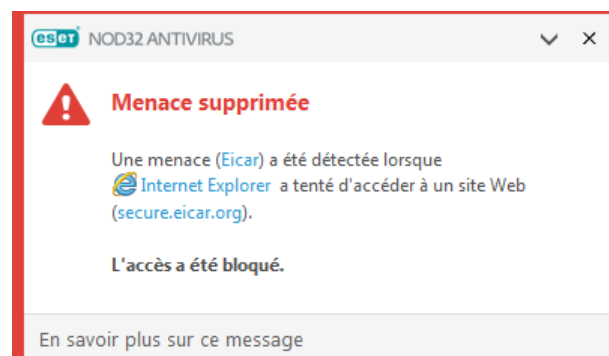 eset NOD32 ANTIVIRUS
Menace supprimée
Une menace (Eicar) a été détectée lorsque
Internet Explorer a tenté d'accéder à un site Web
(secure.eicar.org).
L'accès a été bloqué.
En savoir plus sur ce message